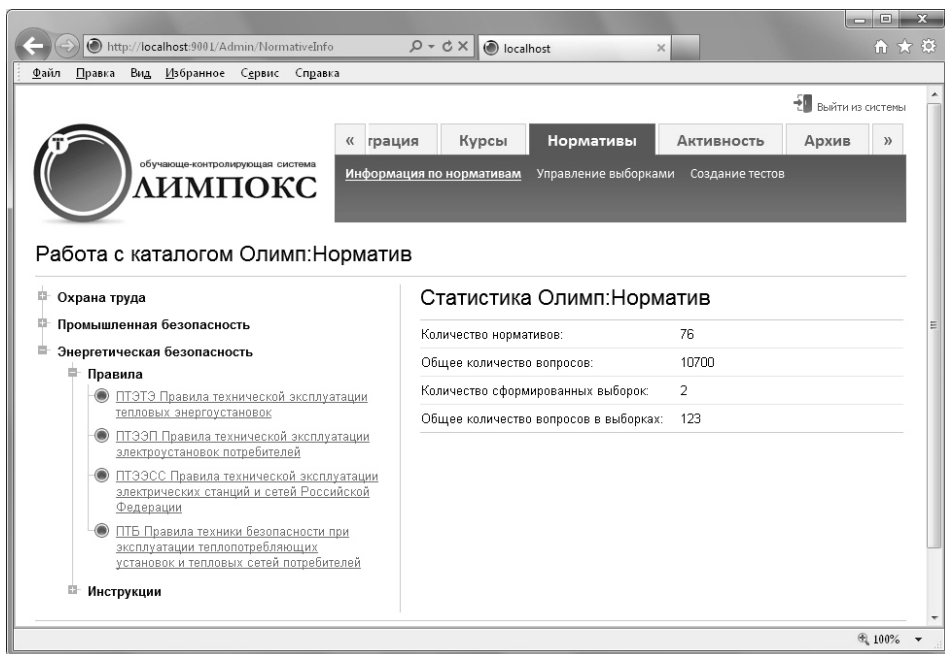 http://localhost:9001/Admin/NormativeInfo
localhost
Файл Правка Вид Избранное Сервис Справка
Выйти из системы
« трация Курсы Нормативы Активность Архив »
обучающе-контролирующая система
ЛИМПОКС
Информация по нормативам Управление выборками Создание тестов
Работа с каталогом Олимп:Норматив
Охрана труда
Промышленная безопасность
Энергетическая безопасность
Правила
ПТЭТЭ Правила технической эксплуатации
тепловых энергоустановок
ПТЭЭП Правила технической эксплуатации
электроустановок потребителей
ПТЭЭСС Правила технической эксплуатации
электрических станций и сетей Российской
Федерации
ПТБ Правила техники безопасности при
эксплуатации теплопотребляющих
установок и тепловых сетей потребителей
Инструкции
Статистика Олимп:Норматив
Количество нормативов: 76
Общее количество вопросов: 10700
Количество сформированных выборок: 2
Общее количество вопросов в выборках: 123
100%